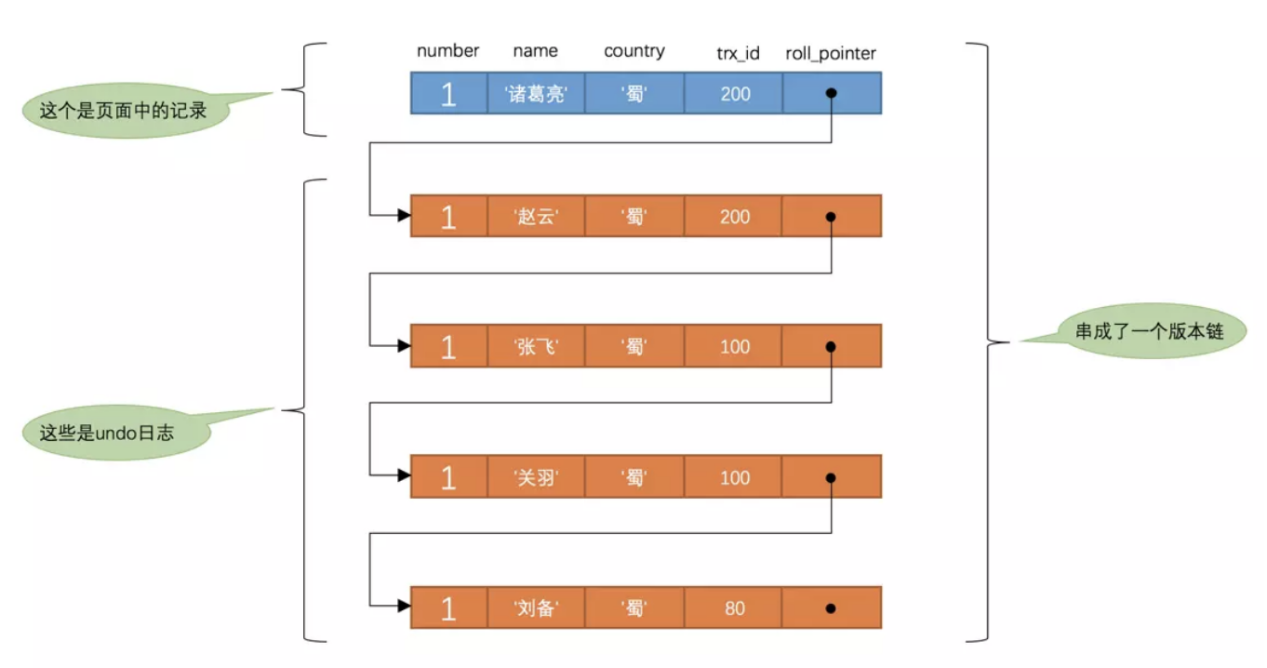 number name country trx_id roll_pointer
1 '诸葛亮' '蜀' 200
这个是页面中的记录
1 '赵云' '蜀' 200
1 '张飞' '蜀' 100
串成了一个版本链
这些是undo日志
1 '关羽' '蜀' 100
1 '刘备' '蜀' 80